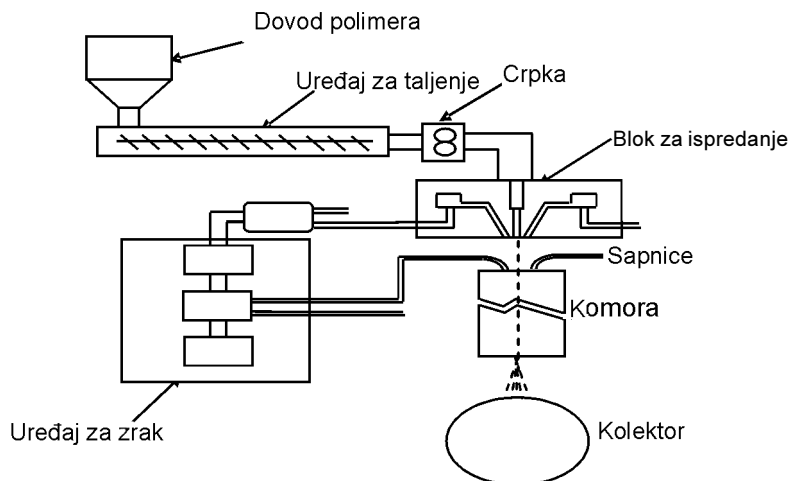 Dovod polimera
Uređaj za taljenje
Crpka
Blok za ispredanje
Sapnice
Komora
Uređaj za zrak
Kolektor